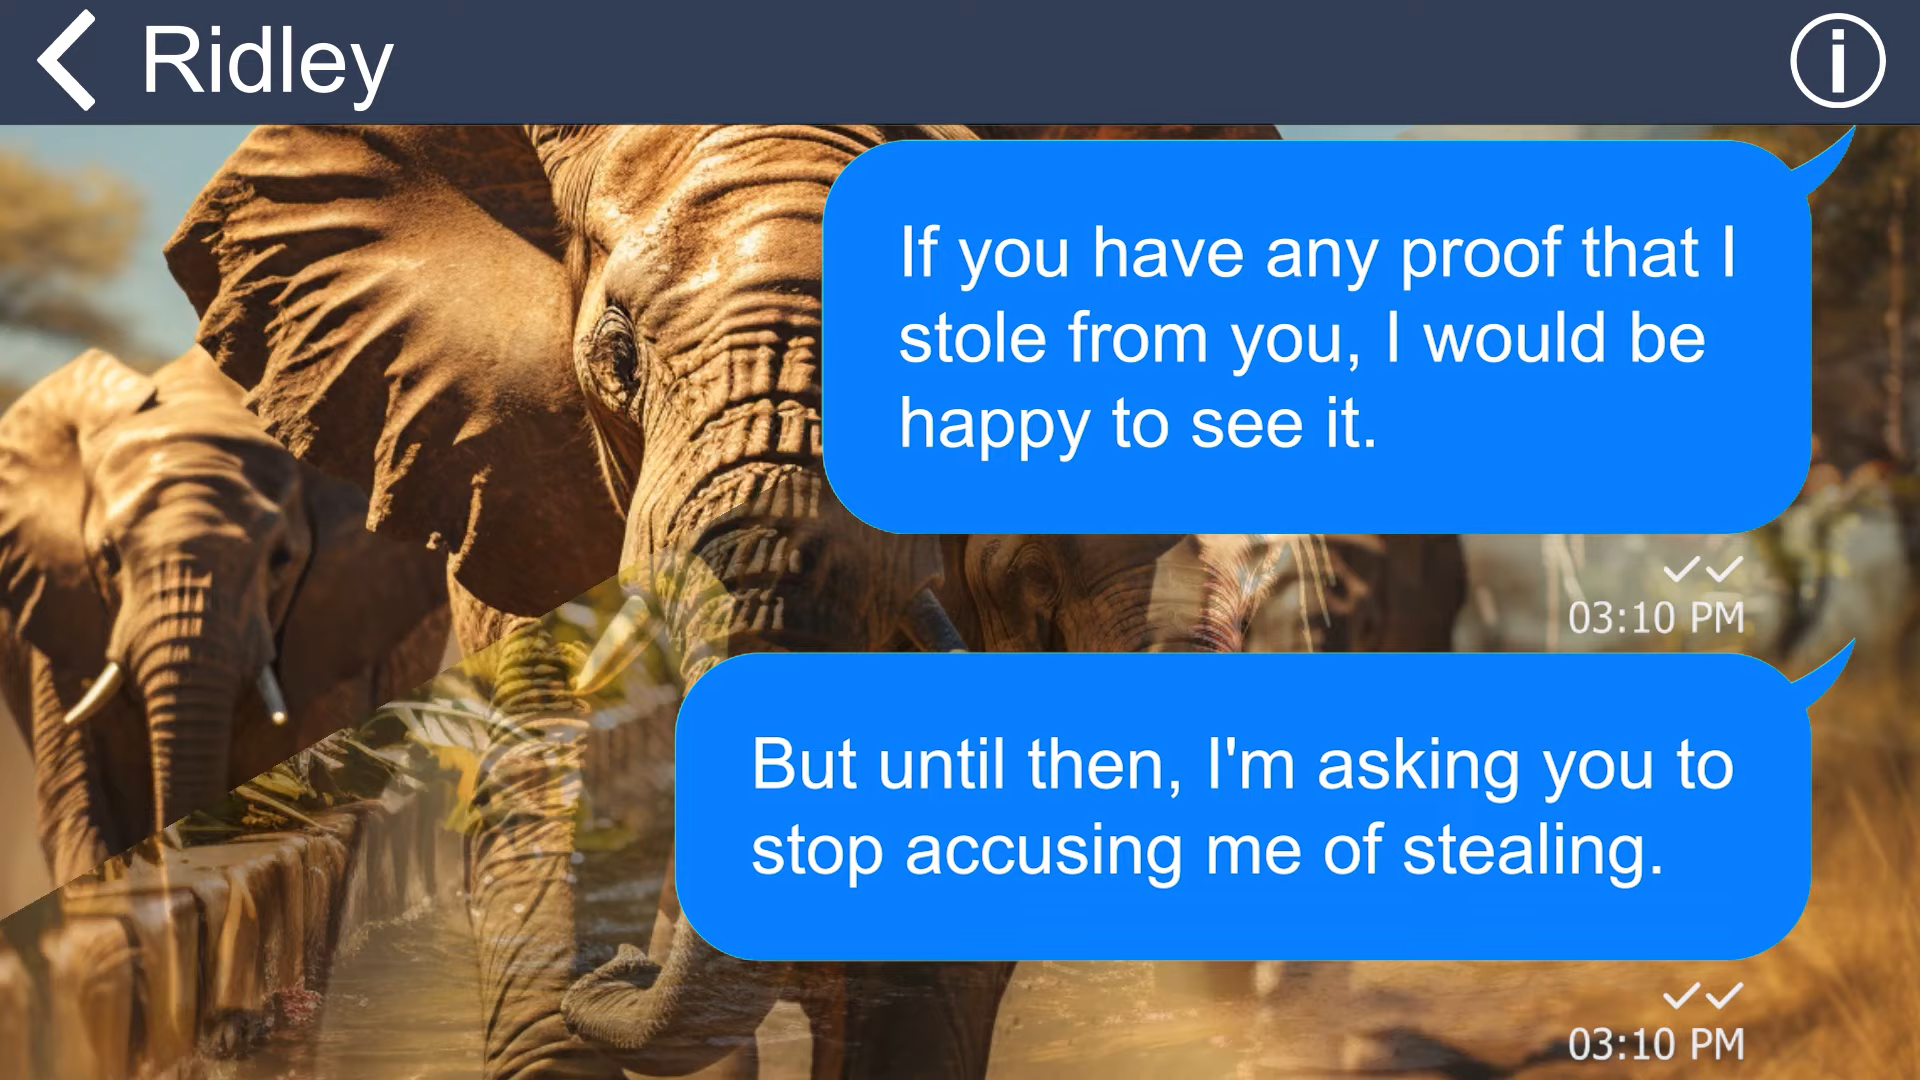 Ridley
If you have any proof that I
stole from you, I would be
happy to see it.
03:10 PM
But until then, I'm asking you to
stop accusing me of stealing.
03:10 PM